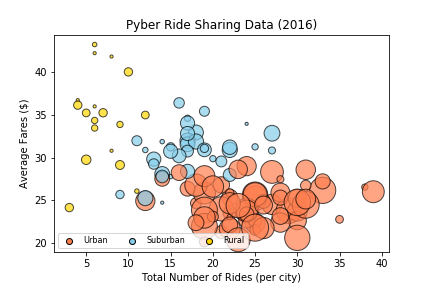 Pyber Ride Sharing Data (2016)
Average Fares ($)
40
35
30
25
20
Urban Suburban Rural
5 10 15 20 25 30 35 40
Total Number of Rides (per city)